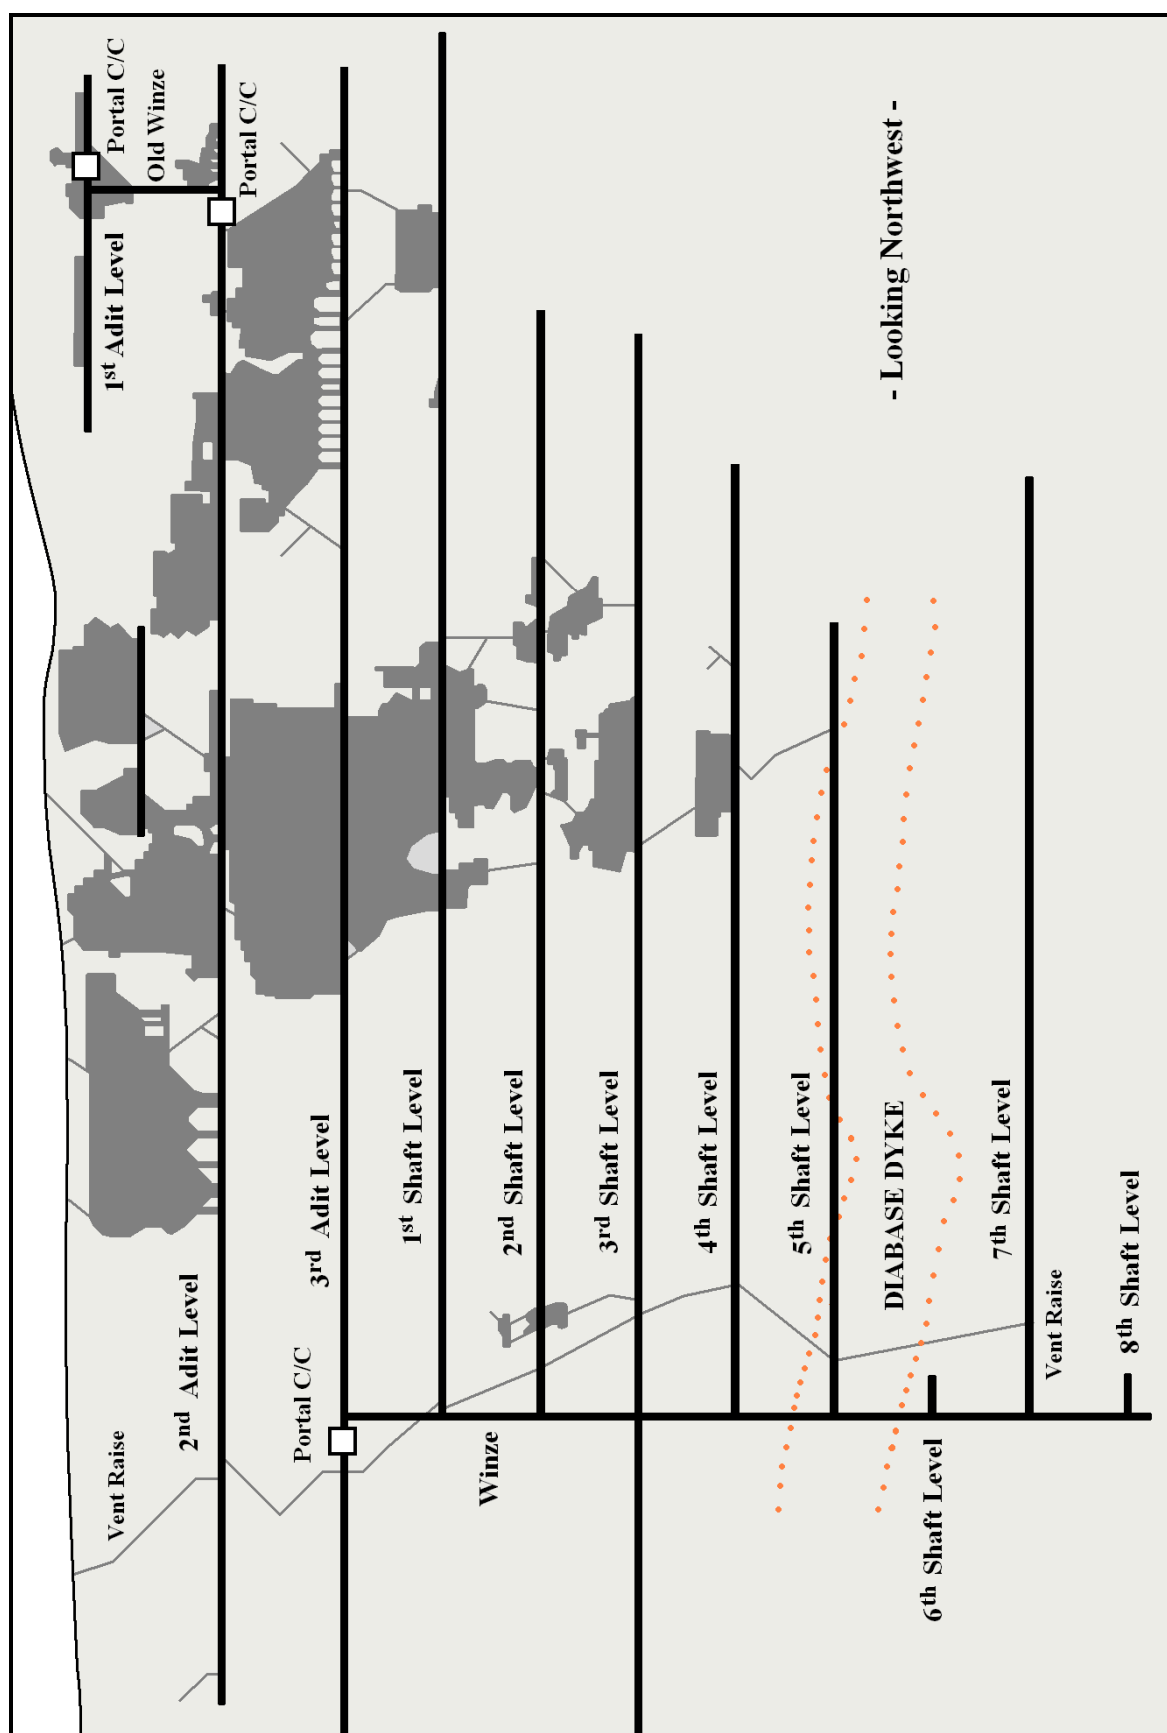 Portal C/C
Old Winze
1st Adit Level
Portal C/C
2nd Adit Level
Vent Raise
3rd Adit Level
Portal C/C
1st Shaft Level
Winze
2nd Shaft Level
3rd Shaft Level
4th Shaft Level
5th Shaft Level
DIABASE DYKE
- Looking Northwest -
6th Shaft Level
7th Shaft Level
Vent Raise
8th Shaft Level